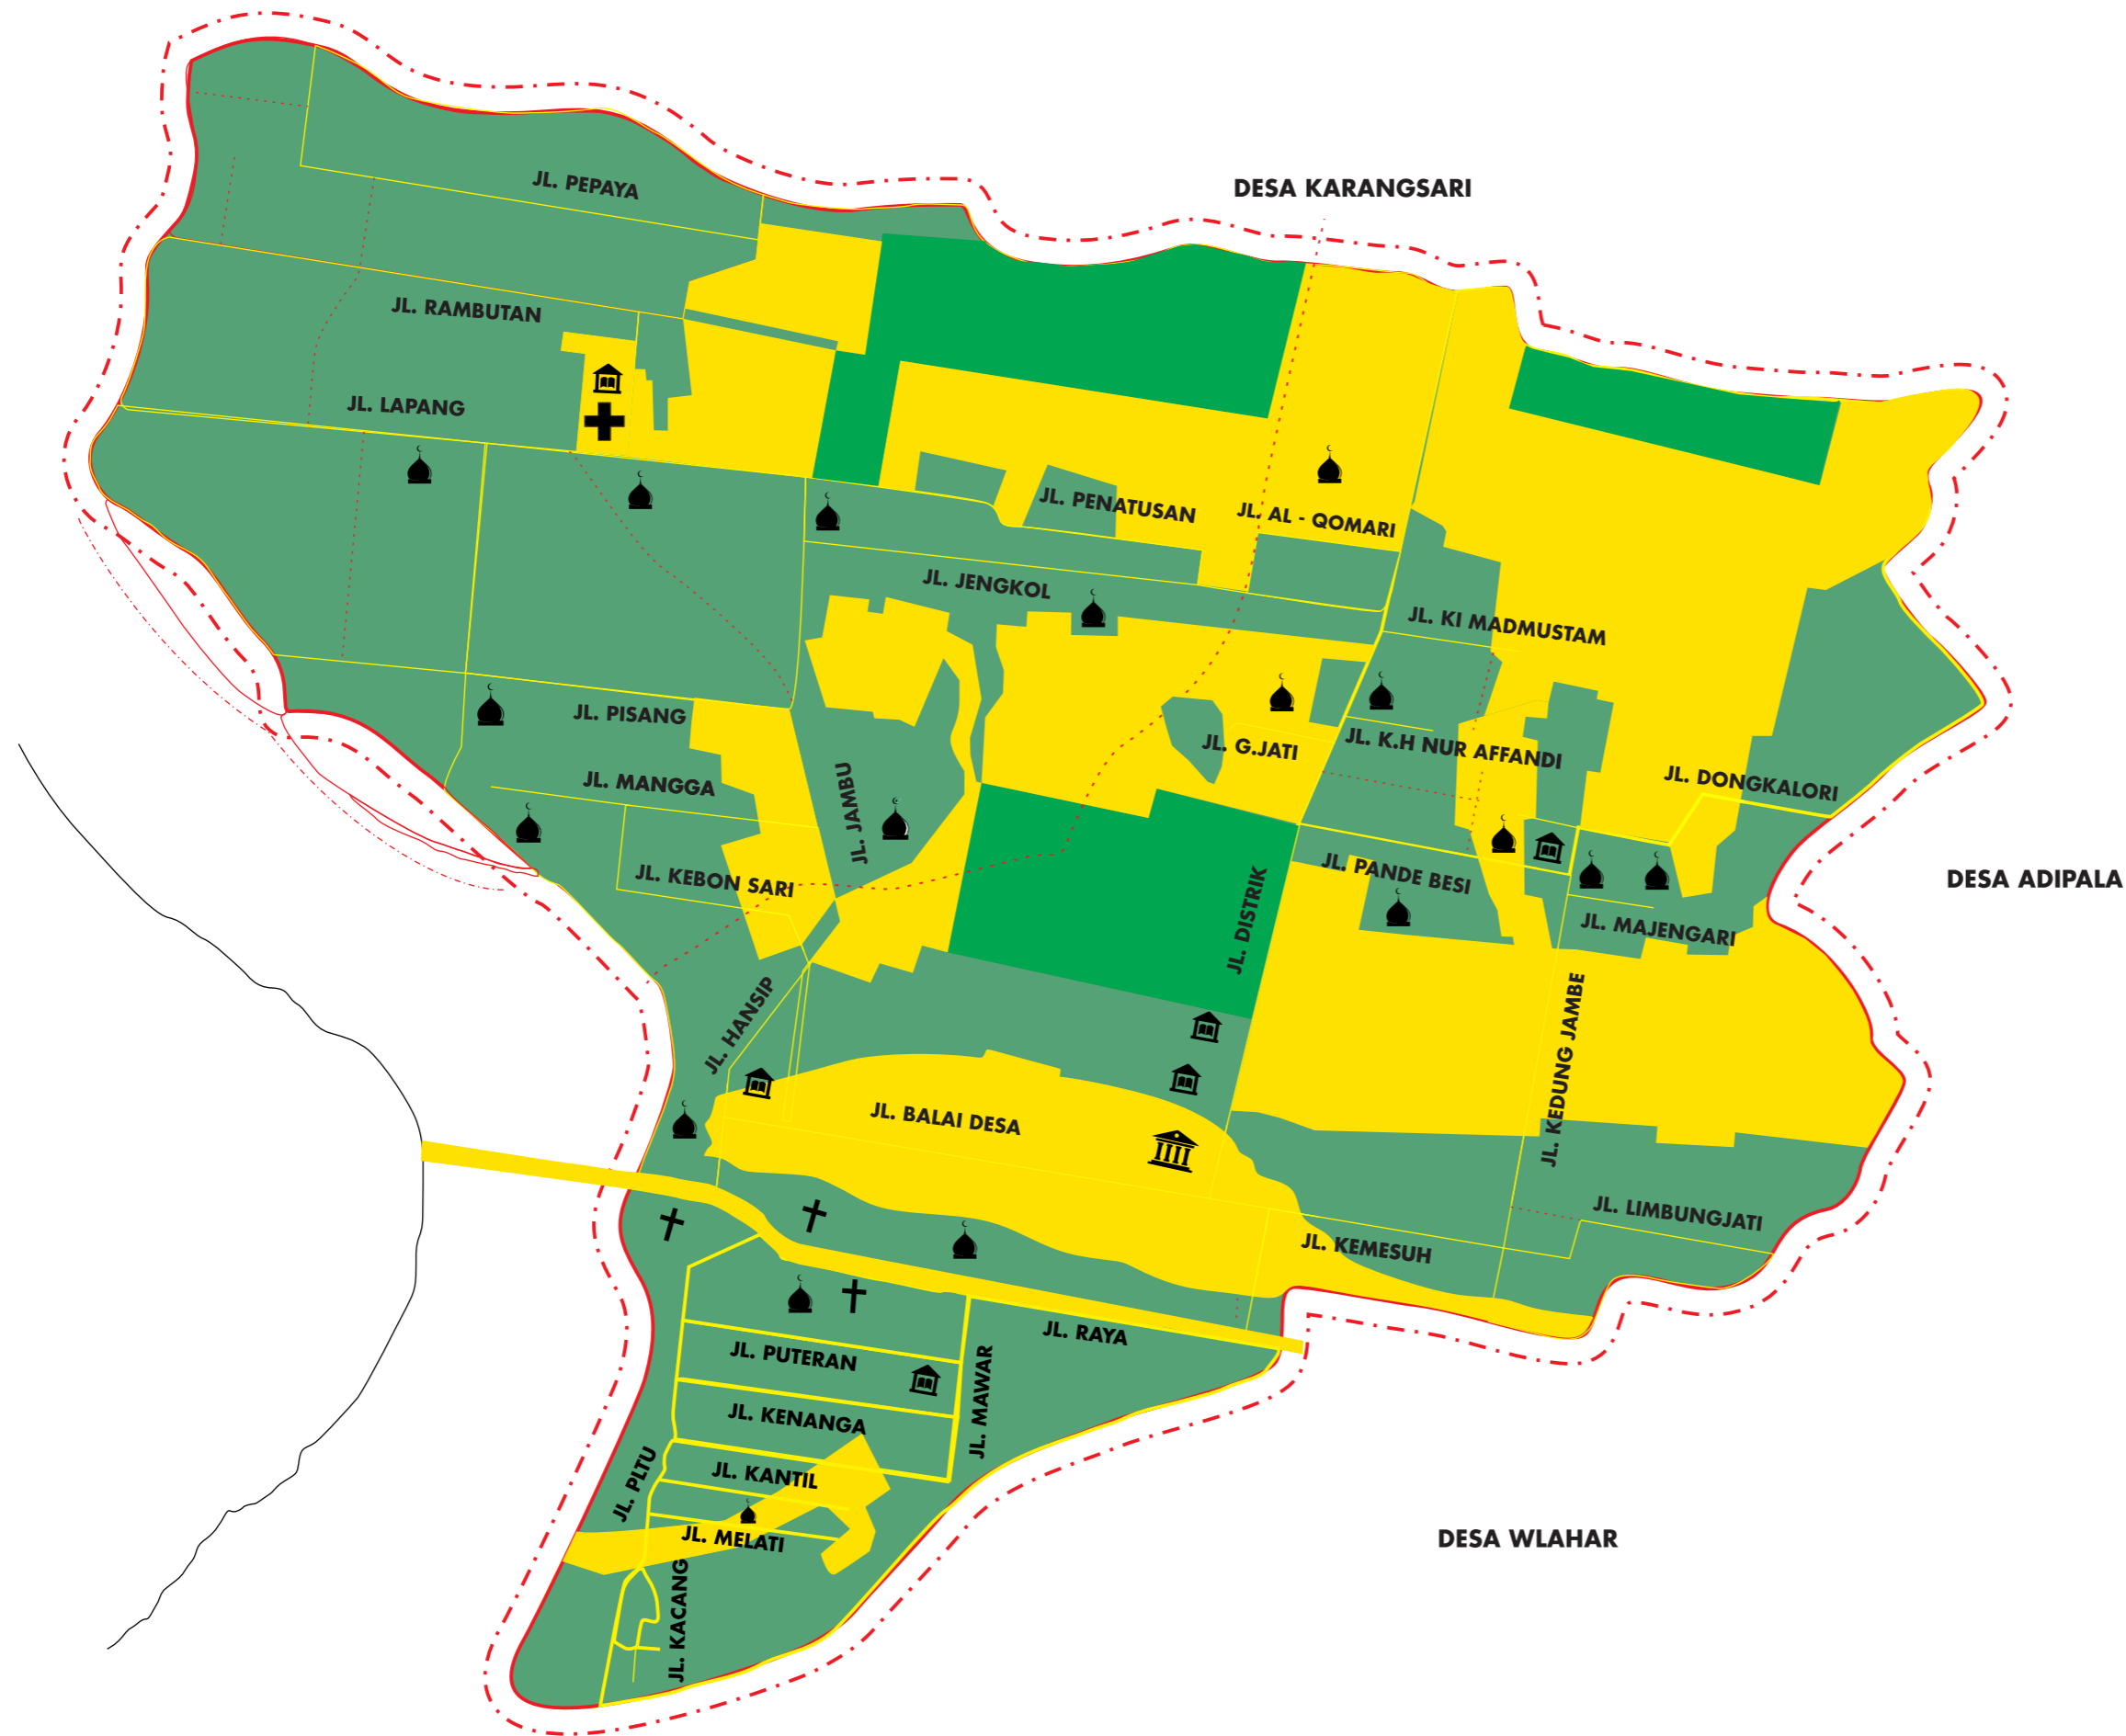 JL. PEPAYA
DESA KARANGSARI
JL. RAMBUTAN
JL. LAPANG
JL. PENATUSAN
JL. AL - QOMARI
JL. JENGKOL
JL. KI MADMUSTAM
JL. PISANG
JL. G.JATI
JL. K.H NUR AFFANDI
JL. MANGGA
JL. JAMBU
JL. DONGKALORI
JL. KEBON SARI
JL. PANDE BESI
DESA ADIPALA
JL. DISTRIK
JL. MAJENGARI
JL. HANSIP
JL. KEDUNG JAMBE
JL. BALAI DESA
JL. LIMBUNGJATI
JL. KEMESUH
JL. RAYA
JL. PUTERAN
JL. MAWAR
JL. KENANGA
JL. PLTU
JL. KANTIL
JL. MELATI
DESA WLAHAR
JL. KACANG